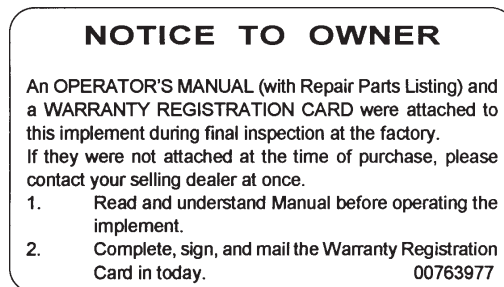 NOTICE TO OWNER
An OPERATOR'S MANUAL (with Repair Parts Listing) and
a WARRANTY REGISTRATION CARD were attached to
this implement during final inspection at the factory.
If they were not attached at the time of purchase, please
contact your selling dealer at once.
1. Read and understand Manual before operating the
implement.
2. Complete, sign, and mail the Warranty Registration
Card in today. 00763977